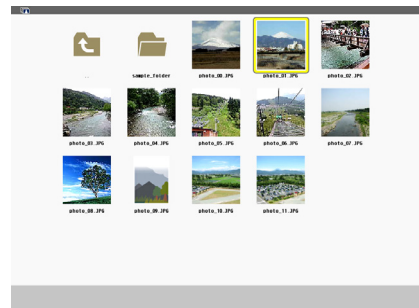 ..
sample_folder
photo_00.JPG
photo_01.JPG
photo_02.JPG
photo_03.JPG
photo_04.JPG
photo_05.JPG
photo_06.JPG
photo_07.JPG
photo_08.JPG
photo_09.JPG
photo_10.JPG
photo_11.JPG